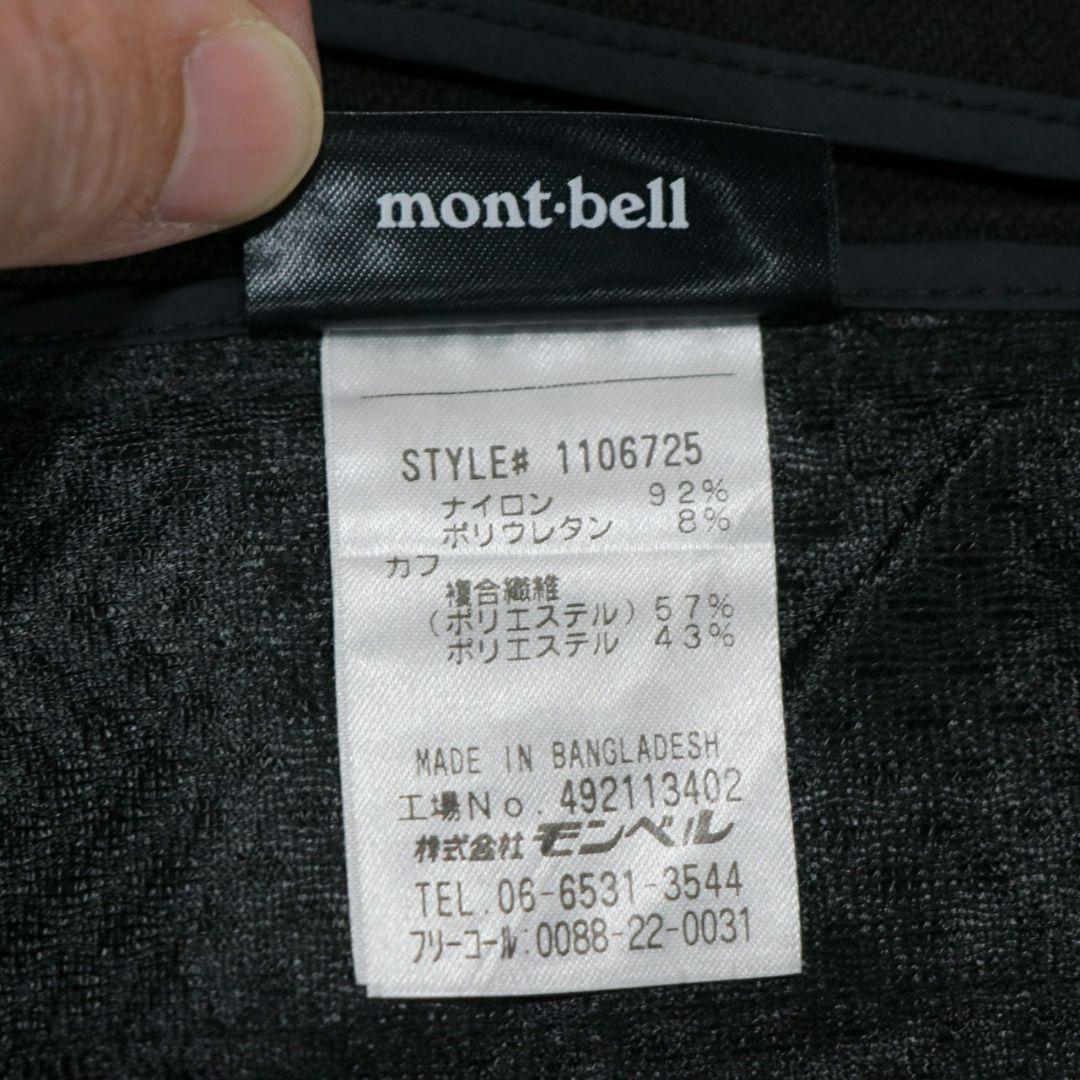 mont·bell
STYLE# 1106725
ナイロン 92%
ポリウレタン 8%
カフ
複合繊維
(ポリエステル) 57%
ポリエステル 43%
MADE IN BANGLADESH
工場No. 492113402
株式会社モンベル
TEL.06-6531-3544
フリーコール:0088-22-0031